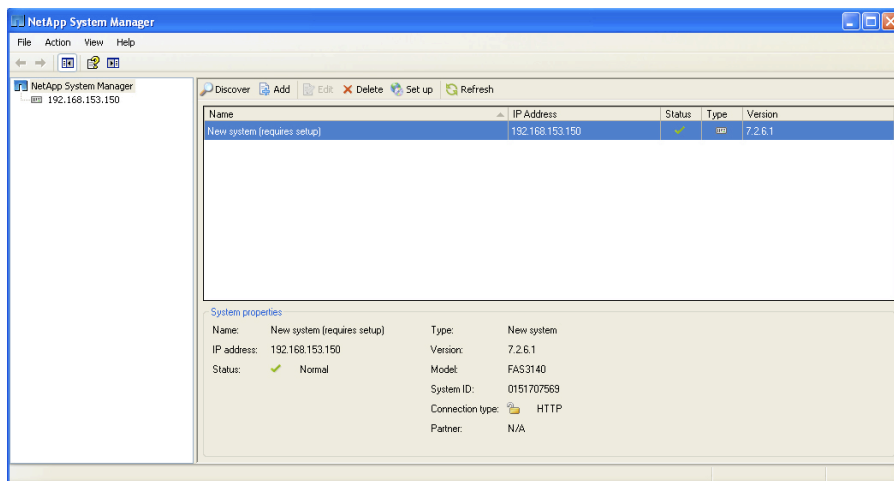 NetApp System Manager
File Action View Help
NetApp System Manager
192.168.153.150
Discover Add Edit Delete Set up Refresh
Name IP Address Status Type Version
New system (requires setup) 192.168.153.150 7.2.6.1
System properties
Name: New system (requires setup) Type: New system
IP address: 192.168.153.150 Version: 7.2.6.1
Status: Normal Model: FAS3140
System ID: 0151707569
Connection type: HTTP
Partner: N/A